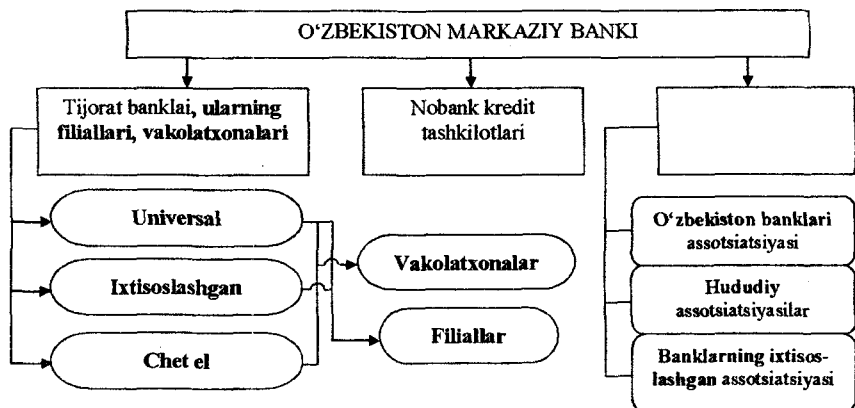 O‘ZBEKISTON MARKAZIY BANKI
Tijorat banklai, ularning
filiallari, vakolatxonalari
Nobank kredit
tashkilotlari
Universal
Ixtisoslashgan
Chet el
Vakolatxonalar
Filiallar
O‘zbekiston banklari
assotsiatsiyasi
Hududiy
assotsiatsiyasilar
Banklarning ixtisos-
lashgan assotsiatsiyasi